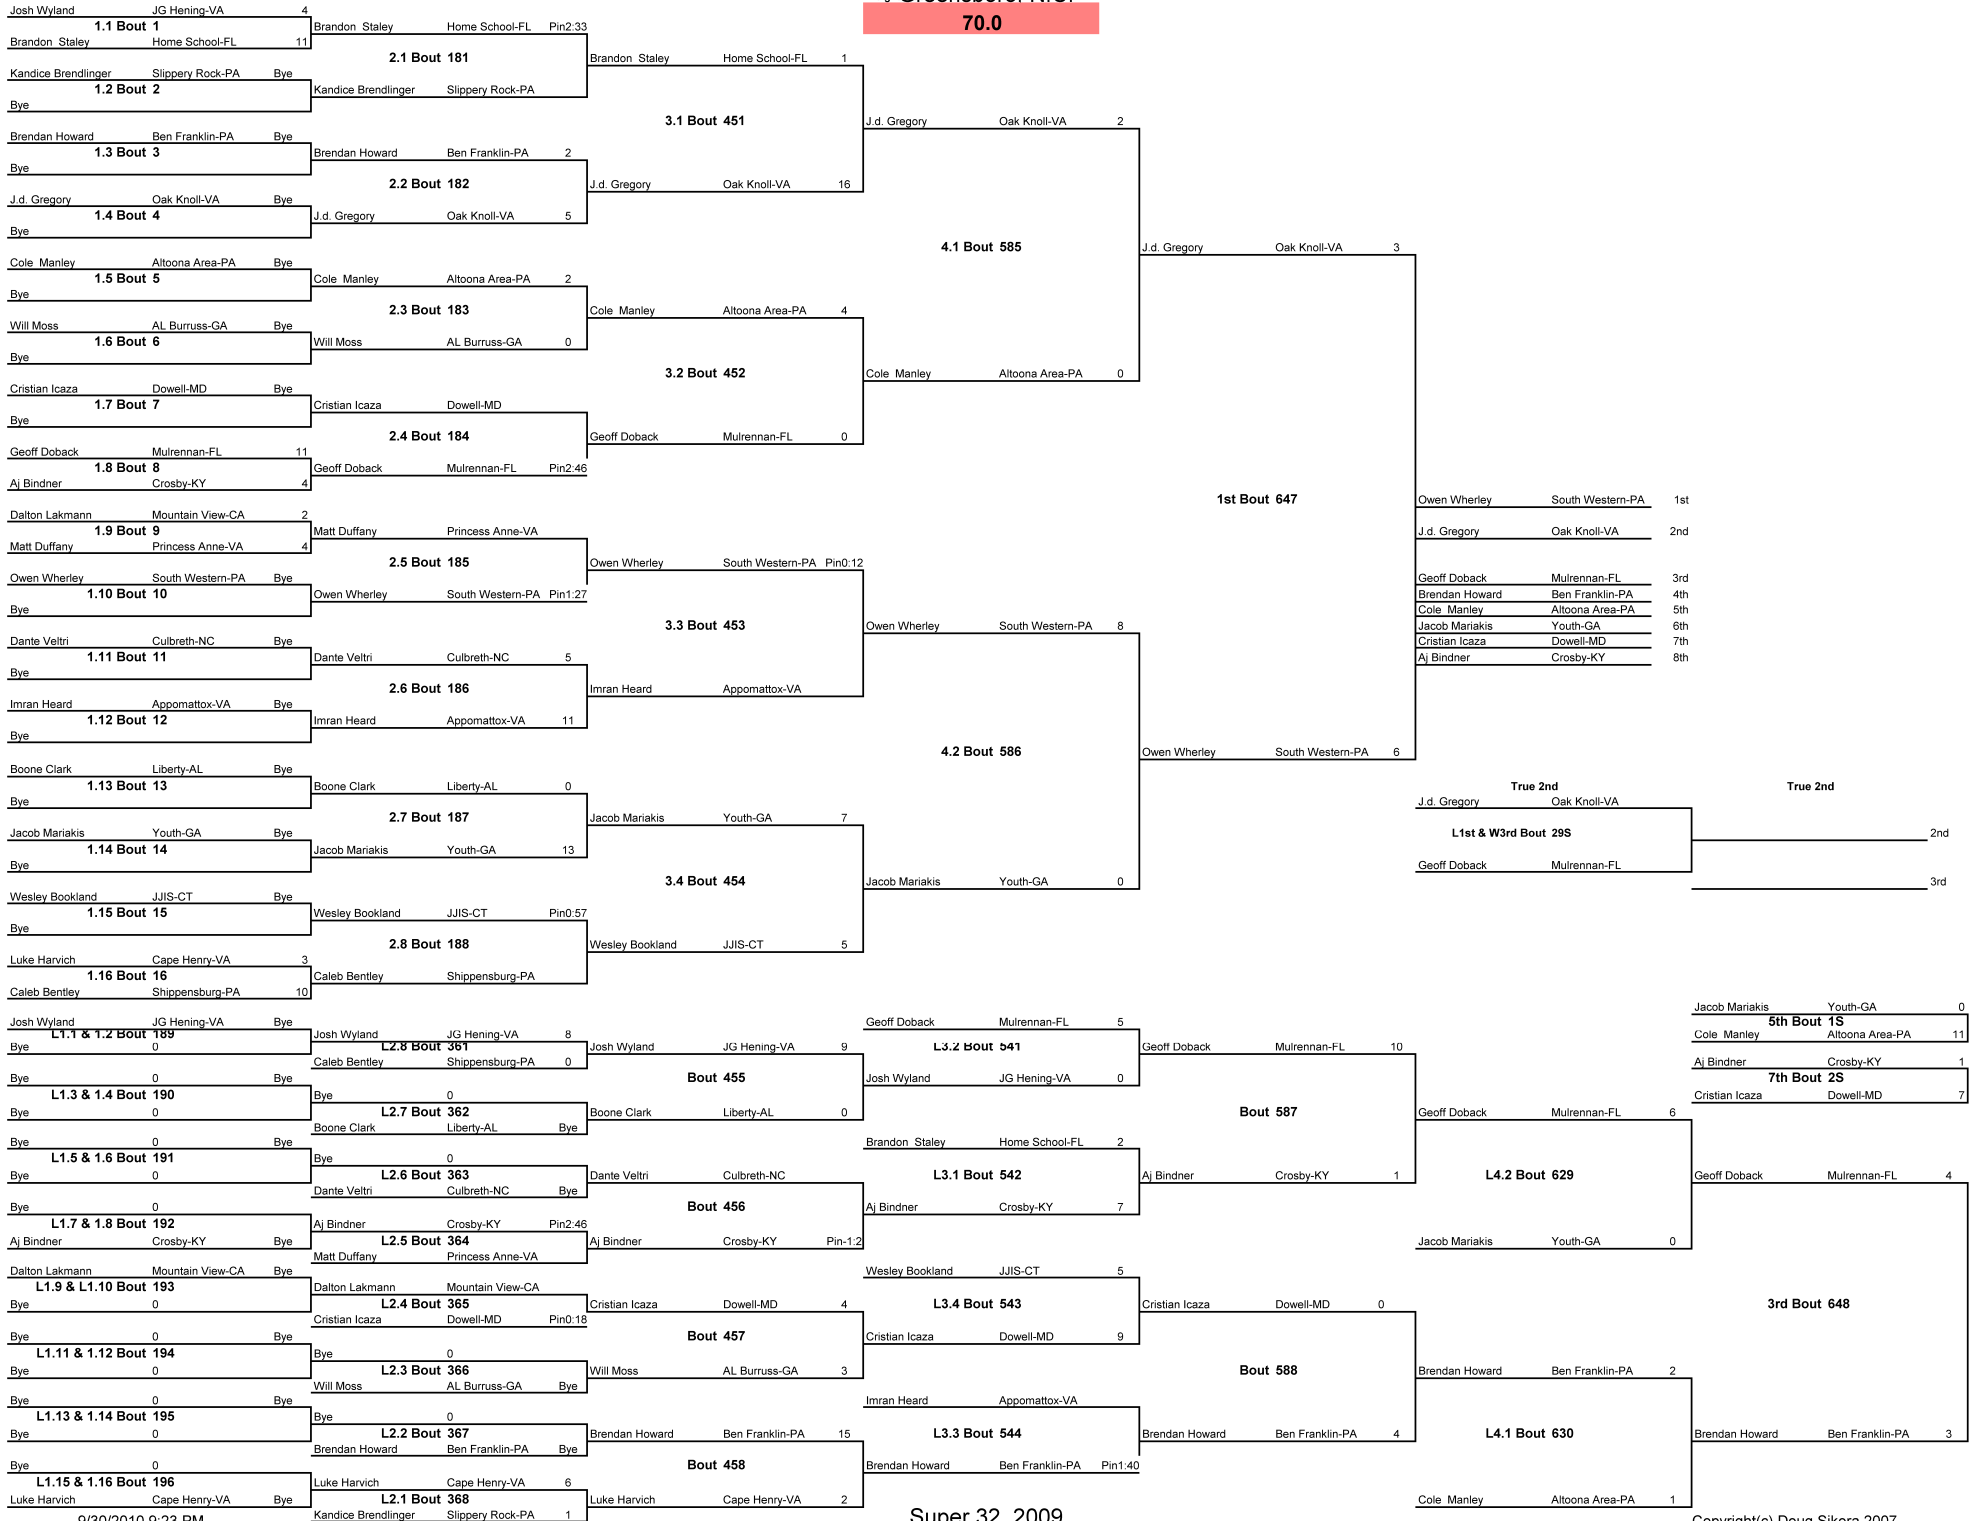 Greensboro, N.C.
70.0
Josh Wyland JG Hening-VA 4
1.1 Bout 1
Brandon Staley Home School-FL 11
Kandice Brendlinger Slippery Rock-PA Bye
1.2 Bout 2
Bye
Brendan Howard Ben Franklin-PA Bye
1.3 Bout 3
Bye
J.d. Gregory Oak Knoll-VA Bye
1.4 Bout 4
Bye
Cole Manley Altoona Area-PA Bye
1.5 Bout 5
Bye
Will Moss AL Burruss-GA Bye
1.6 Bout 6
Bye
Cristian Icaza Dowell-MD Bye
1.7 Bout 7
Bye
Geoff Doback Mulrennan-FL 11
1.8 Bout 8
Aj Bindner Crosby-KY 4
Dalton Lakmann Mountain View-CA 2
1.9 Bout 9
Matt Duffany Princess Anne-VA 4
Owen Wherley South Western-PA Bye
1.10 Bout 10
Bye
Dante Veltri Culbreth-NC Bye
1.11 Bout 11
Bye
Imran Heard Appomattox-VA Bye
1.12 Bout 12
Bye
Boone Clark Liberty-AL Bye
1.13 Bout 13
Bye
Jacob Mariakis Youth-GA Bye
1.14 Bout 14
Bye
Wesley Bookland JJIS-CT Bye
1.15 Bout 15
Bye
Luke Harvich Cape Henry-VA 3
1.16 Bout 16
Caleb Bentley Shippensburg-PA 10
Brandon Staley Home School-FL Pin2:33
2.1 Bout 181
Kandice Brendlinger Slippery Rock-PA
Brendan Howard Ben Franklin-PA 2
2.2 Bout 182
J.d. Gregory Oak Knoll-VA 5
Cole Manley Altoona Area-PA 2
2.3 Bout 183
Will Moss AL Burruss-GA 0
Cristian Icaza Dowell-MD
2.4 Bout 184
Geoff Doback Mulrennan-FL Pin2:46
Matt Duffany Princess Anne-VA
2.5 Bout 185
Owen Wherley South Western-PA Pin1:27
Dante Veltri Culbreth-NC 5
2.6 Bout 186
Imran Heard Appomattox-VA 11
Boone Clark Liberty-AL 0
2.7 Bout 187
Jacob Mariakis Youth-GA 13
Wesley Bookland JJIS-CT Pin0:57
2.8 Bout 188
Caleb Bentley Shippensburg-PA
Brandon Staley Home School-FL 1
3.1 Bout 451
J.d. Gregory Oak Knoll-VA 16
Cole Manley Altoona Area-PA 4
3.2 Bout 452
Geoff Doback Mulrennan-FL 0
Owen Wherley South Western-PA Pin0:12
3.3 Bout 453
Imran Heard Appomattox-VA
Jacob Mariakis Youth-GA 7
3.4 Bout 454
Wesley Bookland JJIS-CT 5
J.d. Gregory Oak Knoll-VA 2
4.1 Bout 585
Cole Manley Altoona Area-PA 0
Owen Wherley South Western-PA 8
4.2 Bout 586
Jacob Mariakis Youth-GA 0
J.d. Gregory Oak Knoll-VA 3
1st Bout 647
Owen Wherley South Western-PA 6
Owen Wherley South Western-PA 1st
J.d. Gregory Oak Knoll-VA 2nd
Geoff Doback Mulrennan-FL 3rd
Brendan Howard Ben Franklin-PA 4th
Cole Manley Altoona Area-PA 5th
Jacob Mariakis Youth-GA 6th
Cristian Icaza Dowell-MD 7th
Aj Bindner Crosby-KY 8th
True 2nd True 2nd
J.d. Gregory Oak Knoll-VA
L1st & W3rd Bout 29S
2nd
Geoff Doback Mulrennan-FL
3rd
Josh Wyland JG Hening-VA Bye
L1.1 & 1.2 Bout 189
Bye 0
Bye 0 Bye
L1.3 & 1.4 Bout 190
Bye 0
Bye 0 Bye
L1.5 & 1.6 Bout 191
Bye 0
Bye 0
L1.7 & 1.8 Bout 192
Aj Bindner Crosby-KY Bye
Dalton Lakmann Mountain View-CA Bye
L1.9 & L1.10 Bout 193
Bye 0
Bye 0 Bye
L1.11 & 1.12 Bout 194
Bye 0
Bye 0 Bye
L1.13 & 1.14 Bout 195
Bye 0
Bye 0
L1.15 & 1.16 Bout 196
Luke Harvich Cape Henry-VA Bye
Josh Wyland JG Hening-VA 8
L2.8 Bout 361
Caleb Bentley Shippensburg-PA 0
Bye 0
L2.7 Bout 362
Boone Clark Liberty-AL Bye
Bye 0
L2.6 Bout 363
Dante Veltri Culbreth-NC Bye
Aj Bindner Crosby-KY Pin2:46
L2.5 Bout 364
Matt Duffany Princess Anne-VA
Dalton Lakmann Mountain View-CA
L2.4 Bout 365
Cristian Icaza Dowell-MD Pin0:18
Bye 0
L2.3 Bout 366
Will Moss AL Burruss-GA Bye
Bye 0
L2.2 Bout 367
Brendan Howard Ben Franklin-PA Bye
Luke Harvich Cape Henry-VA 6
L2.1 Bout 368
Kandice Brendlinger Slippery Rock-PA 1
Josh Wyland JG Hening-VA 9
Bout 455
Boone Clark Liberty-AL 0
Dante Veltri Culbreth-NC
Bout 456
Aj Bindner Crosby-KY Pin-1:2
Cristian Icaza Dowell-MD 4
Bout 457
Will Moss AL Burruss-GA 3
Brendan Howard Ben Franklin-PA 15
Bout 458
Luke Harvich Cape Henry-VA 2
Geoff Doback Mulrennan-FL 5
L3.2 Bout 541
Josh Wyland JG Hening-VA 0
Brandon Staley Home School-FL 2
L3.1 Bout 542
Aj Bindner Crosby-KY 7
Wesley Bookland JJIS-CT 5
L3.4 Bout 543
Cristian Icaza Dowell-MD 9
Imran Heard Appomattox-VA
L3.3 Bout 544
Brendan Howard Ben Franklin-PA Pin1:40
Geoff Doback Mulrennan-FL 10
Bout 587
Aj Bindner Crosby-KY 1
Cristian Icaza Dowell-MD 0
Bout 588
Brendan Howard Ben Franklin-PA 4
Geoff Doback Mulrennan-FL 6
L4.2 Bout 629
Jacob Mariakis Youth-GA 0
Brendan Howard Ben Franklin-PA 2
L4.1 Bout 630
Cole Manley Altoona Area-PA 1
Jacob Mariakis Youth-GA 0
5th Bout 1S
Cole Manley Altoona Area-PA 11
Aj Bindner Crosby-KY 1
7th Bout 2S
Cristian Icaza Dowell-MD 7
Geoff Doback Mulrennan-FL 4
3rd Bout 648
Brendan Howard Ben Franklin-PA 3
9/30/2010 9:23 PM
Super 32, 2009
Copyright(c) Doug Sikora 2007